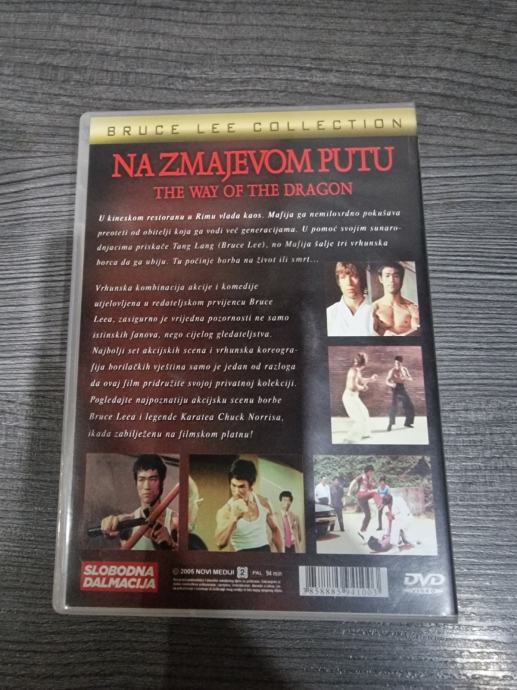 BRUCE LEE COLLECTION
NA ZMAJEVOM PUTU
THE WAY OF THE DRAGON
U kineskom restoranu u Rimu vlada kaos. Mafija ga nemilosrdno pokušava
preoteti od obitelji koja ga vodi već generacijama. U pomoć svojim sunaro-
dnjacima priskače Tang Lang (Bruce Lee), no Mafija šalje tri vrhunska
borca da ga ubiju. Tu počinje borba na život ili smrt...
Vrhunska kombinacija akcije i komedije
utjelovljena u redateljskom prvijencu Bruce
Leea, zasigurno je vrijedna pozornosti ne samo
istinskih fanova, nego cijelog gledateljstva.
Najbolji set akcijskih scena i vrhunska koreogra-
fija borilačkih vještina samo je jedan od razloga
da ovaj film pridružite svojoj privatnoj kolekciji.
Pogledajte najpoznatiju akcijsku scenu borbe
Bruce Leea i legende Karatea Chuck Norrisa,
ikada zabilježenu na filmskom platnu!
SLOBODNA
DALMACIJA
© 2005 NOVI MEDIJI 2 PAL 94 min
3858885941003
DVD
VIDEO